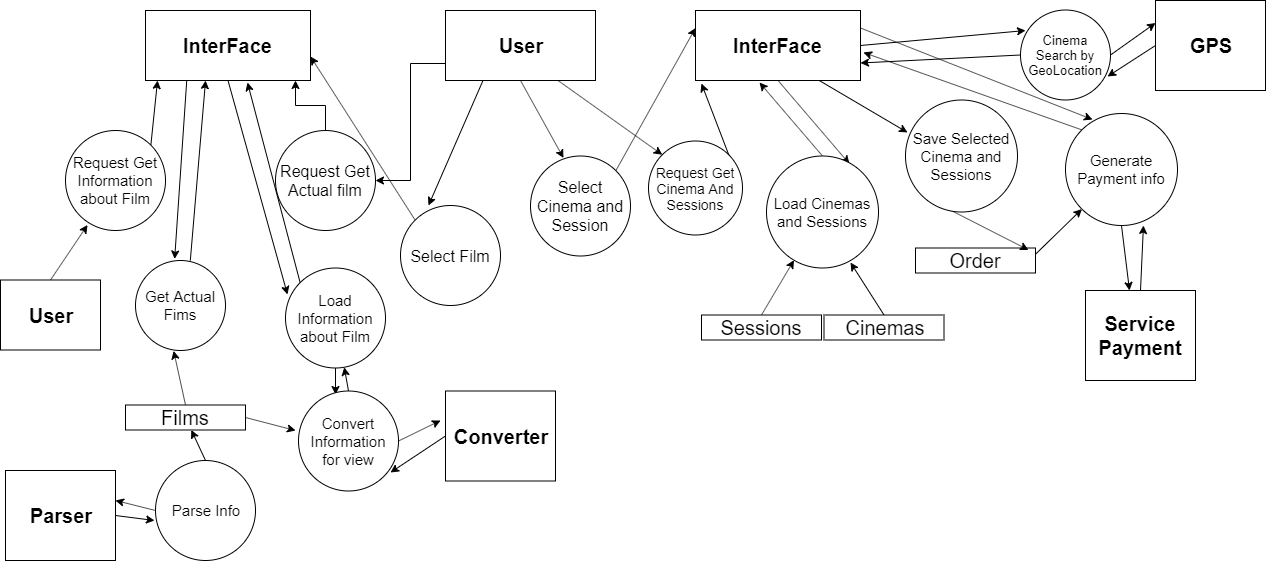 InterFace
User
InterFace
GPS
Cinema
Search by
GeoLocation
Request Get
Information
about Film
Request Get
Actual film
Select
Cinema and
Session
Request Get
Cinema And
Sessions
Load Cinemas
and Sessions
Save Selected
Cinema and
Sessions
Generate
Payment info
Select Film
Order
User
Get Actual
Fims
Load
Information
about Film
Sessions
Cinemas
Service
Payment
Films
Convert
Information
for view
Converter
Parser
Parse Info